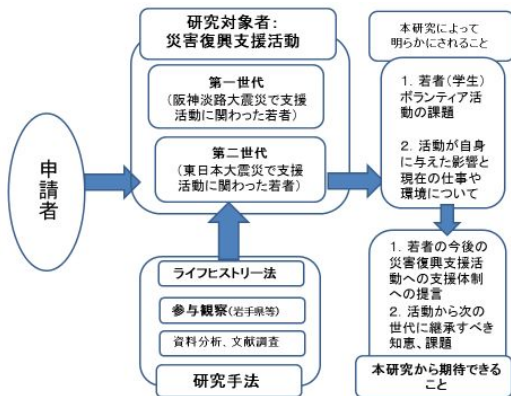 申請者
研究対象者:
災害復興支援活動
第一世代
(阪神淡路大震災で支援
活動に関わった若者)
第二世代
(東日本大震災で支援
活動に関わった若者)
ライフヒストリー法
参与観察(岩手県等)
資料分析、文献調査
研究手法
本研究によって
明らかにされること
1. 若者(学生)
ボランティア活
動の課題
2. 活動が自身
に与えた影響と
現在の仕事や
環境について
1. 若者の今後の
災害復興支援活
動への支援体制
への提言
2. 活動から次の
世代に継承すべき
知恵、課題
本研究から期待できる
こと